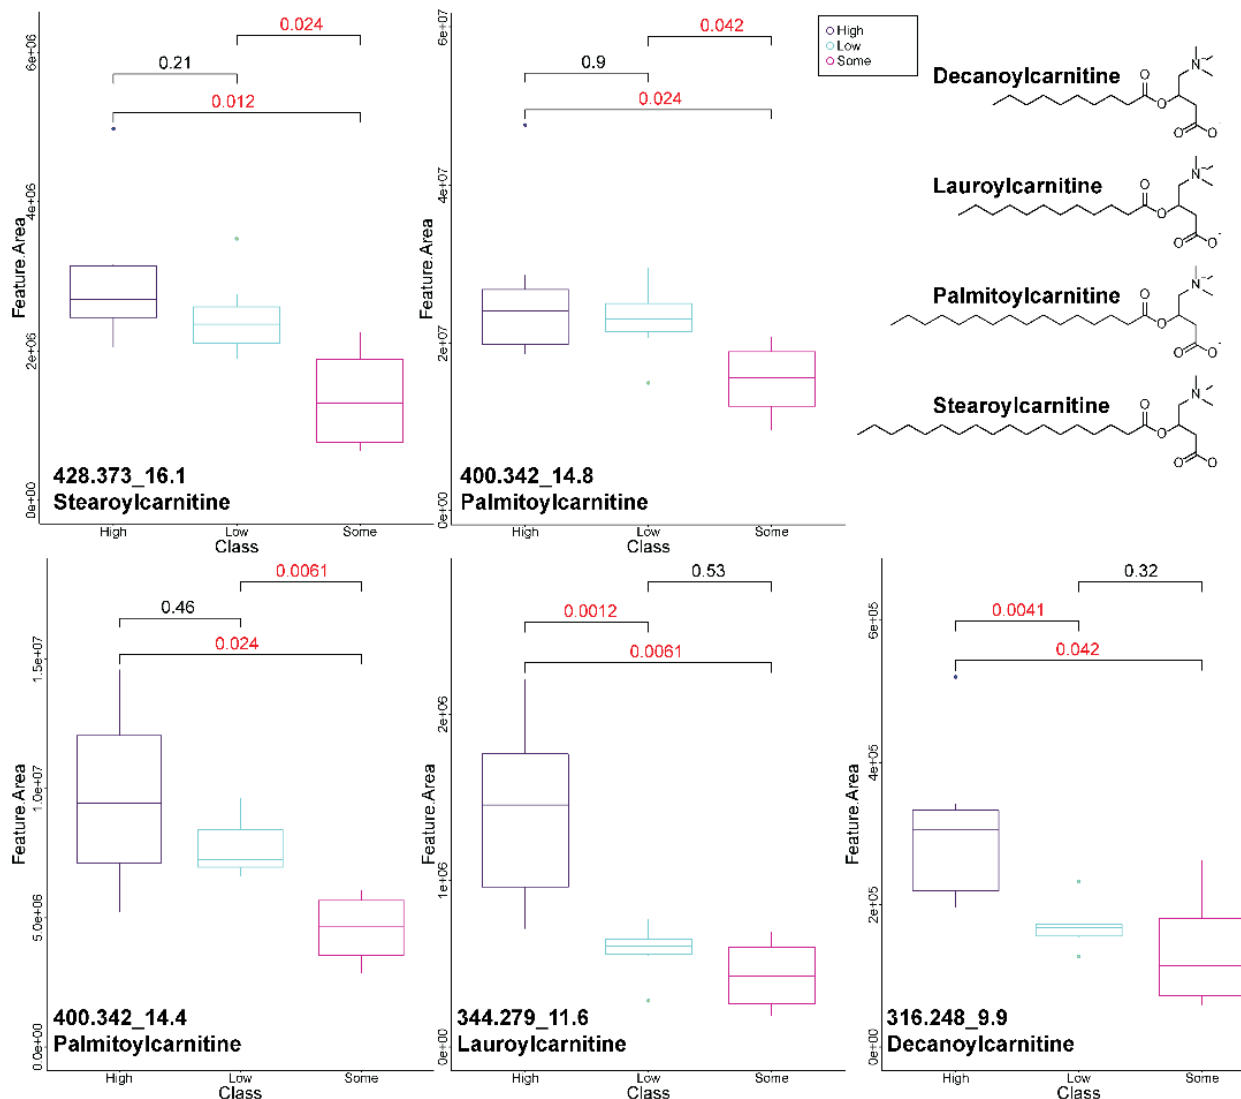 6e+06
4e+06
2e+06
0e+00
Feature.Area
0.024
0.21
0.012
428.373_16.1
Stearoylcarnitine
High
Low
Some
Class
6e+07
4e+07
2e+07
0e+00
Feature.Area
0.042
0.9
0.024
400.342_14.8
Palmitoylcarnitine
High
Low
Some
Class
High
Low
Some
Decanoylcarnitine
N
O
O
O
O
-
Lauroylcarnitine
N
O
O
O
O
-
Palmitoylcarnitine
N
O
O
O
O
-
Stearoylcarnitine
N
O
O
O
O
1.5e+07
1.0e+07
5.0e+06
0.0e+00
Feature.Area
0.0061
0.46
0.024
400.342_14.4
Palmitoylcarnitine
High
Low
Some
Class
2e+06
1e+06
0e+00
Feature.Area
0.53
0.0012
0.0061
344.279_11.6
Lauroylcarnitine
High
Low
Some
Class
6e+05
4e+05
2e+05
0e+00
Feature.Area
0.32
0.0041
0.042
316.248_9.9
Decanoylcarnitine
High
Low
Some
Class